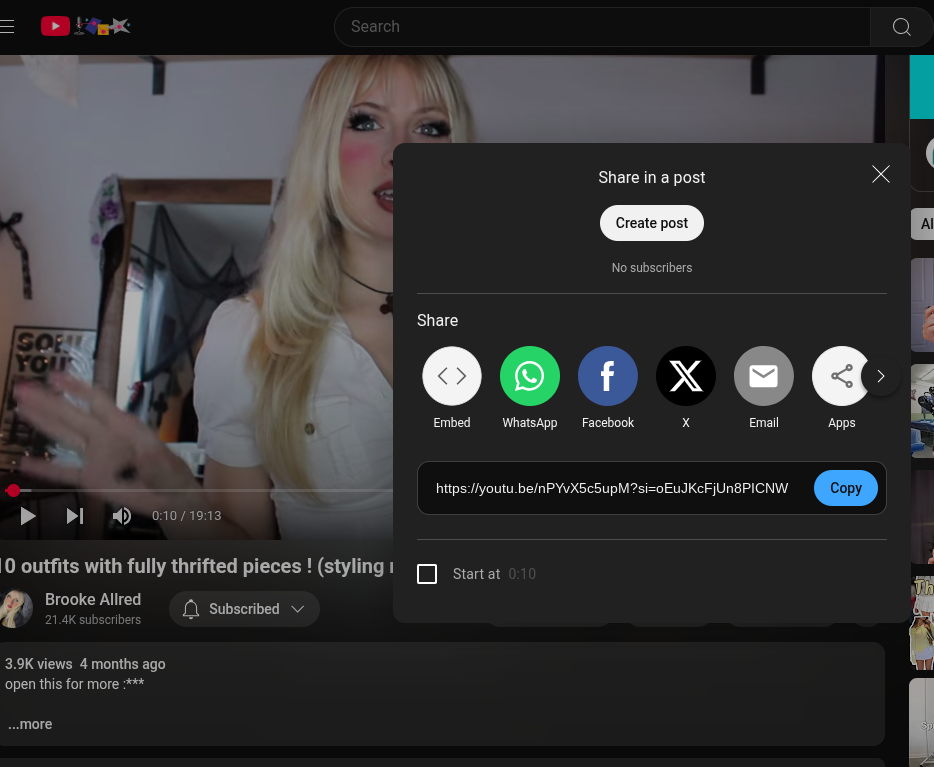 Search
Share in a post
Create post
No subscribers
Share
Embed
WhatsApp
Facebook
X
Email
Apps
https://youtu.be/nPYvX5c5upM?si=oEuJKcFjUn8PICNW
Copy
Start at 0:10
0:10 / 19:13
10 outfits with fully thrifted pieces ! (styling
Brooke Allred
21.4K subscribers
Subscribed
3.9K views 4 months ago
open this for more :***
...more